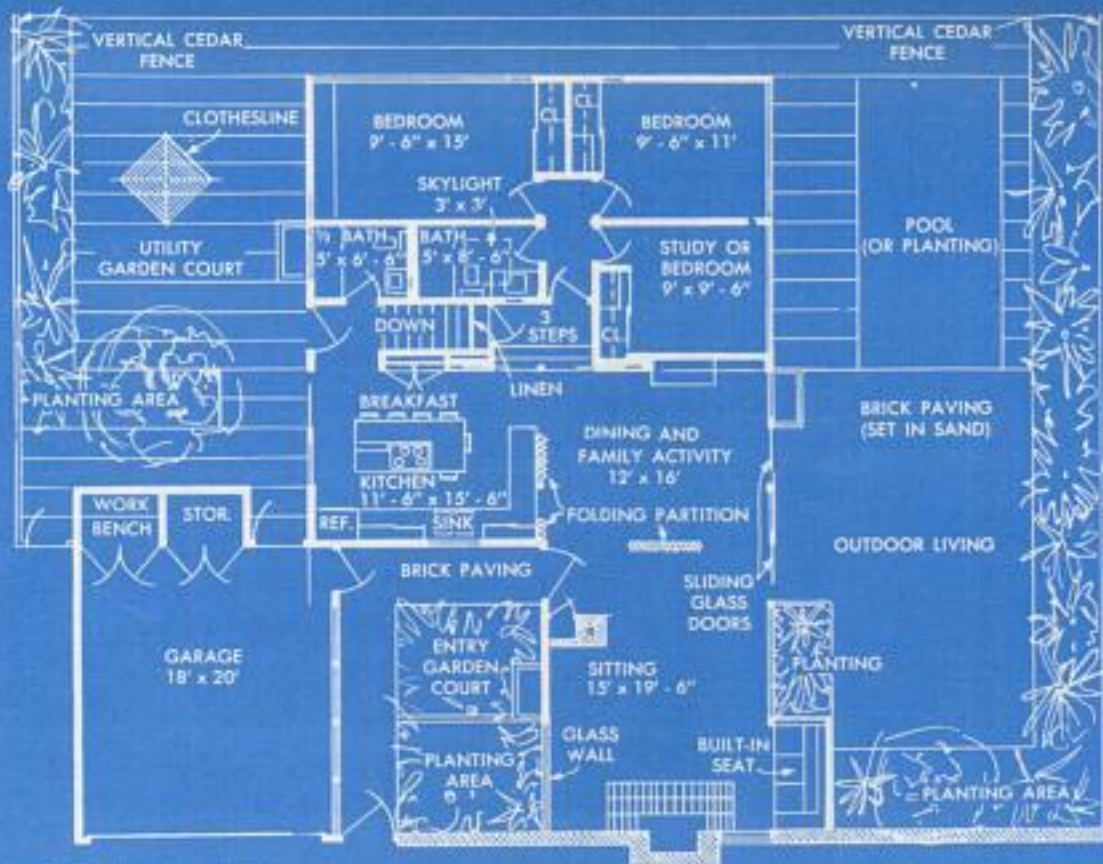 VERTICAL CEDAR
FENCE
VERTICAL CEDAR
FENCE
CLOTHESLINE
BEDROOM
9' - 6" x 15'
CL
CL
BEDROOM
9' - 6" x 11'
SKYLIGHT
3' x 3'
UTILITY
GARDEN COURT
½ BATH
5' x 6' - 6"
BATH
5' x 8' - 6"
STUDY OR
BEDROOM
9' x 9' - 6"
POOL
(OR PLANTING)
DOWN
3
STEPS
CL
LINEN
PLANTING AREA
BREAKFAST
KITCHEN
11' - 6" x 15' - 6"
REF.
SINK
DINING AND
FAMILY ACTIVITY
12' x 16'
FOLDING PARTITION
BRICK PAVING
(SET IN SAND)
OUTDOOR LIVING
WORK
BENCH
STOR.
BRICK PAVING
SLIDING
GLASS
DOORS
GARAGE
18' x 20'
ENTRY
GARDEN
COURT
SITTING
15' x 19' - 6"
PLANTING
GLASS
WALL
BUILT-IN
SEAT
PLANTING
AREA
PLANTING AREA